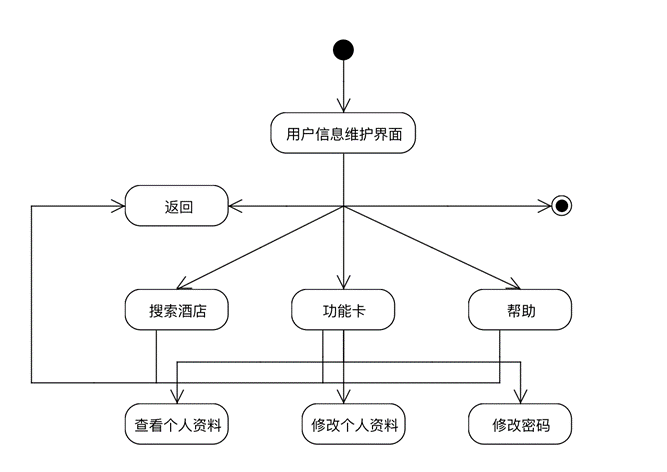 用户信息维护界面
返回
搜索酒店
功能卡
帮助
查看个人资料
修改个人资料
修改密码